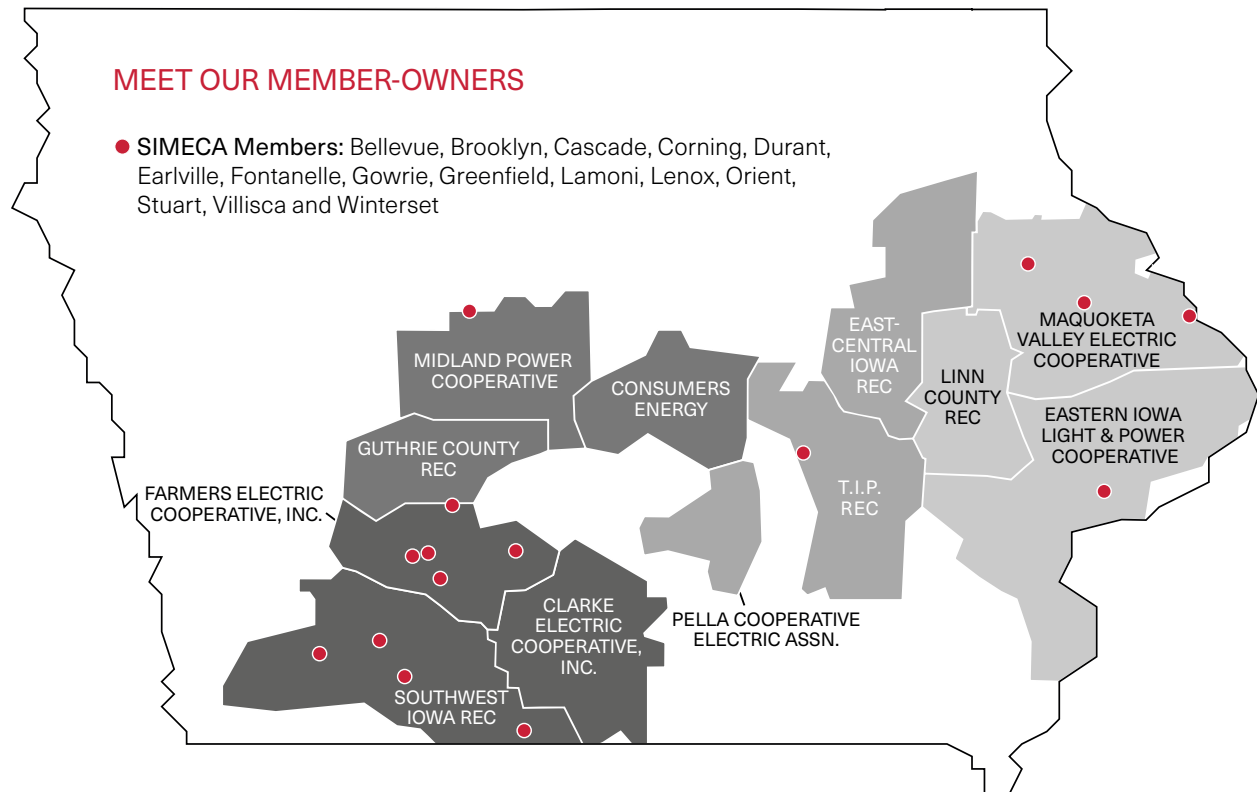 MEET OUR MEMBER-OWNERS
SIMECA Members: Bellevue, Brooklyn, Cascade, Corning, Durant,
Earlville, Fontanelle, Gowrie, Greenfield, Lamoni, Lenox, Orient,
Stuart, Villisca and Winterset
MIDLAND POWER
COOPERATIVE
CONSUMERS
ENERGY
EAST-
CENTRAL
IOWA
REC
LINN
COUNTY
REC
MAQUOKETA
VALLEY ELECTRIC
COOPERATIVE
EASTERN IOWA
LIGHT & POWER
COOPERATIVE
GUTHRIE COUNTY
REC
FARMERS ELECTRIC
COOPERATIVE, INC.
T.I.P.
REC
PELLA COOPERATIVE
ELECTRIC ASSN.
CLARKE
ELECTRIC
COOPERATIVE,
INC.
SOUTHWEST
IOWA REC